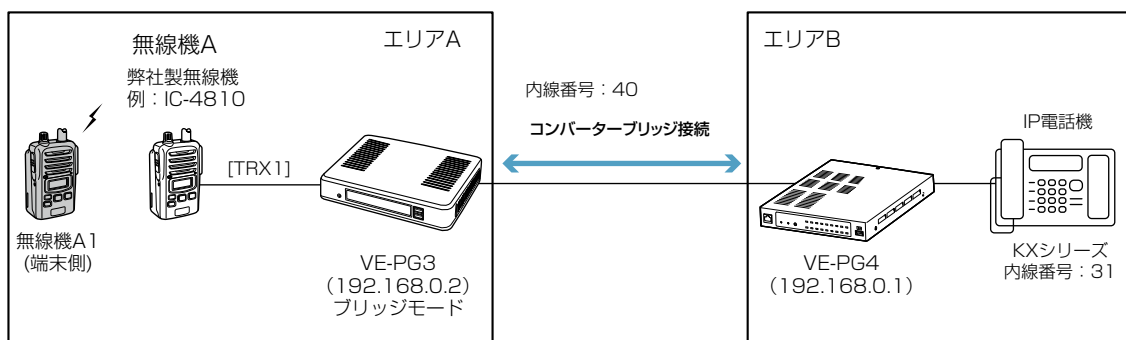 エリアA
無線機A
弊社製無線機
例：IC-4810
[TRX1]
無線機A1
(端末側)
VE-PG3
（192.168.0.2）
ブリッジモード
内線番号：40
コンバーターブリッジ接続
エリアB
IP電話機
VE-PG4
（192.168.0.1）
KXシリーズ
内線番号：31